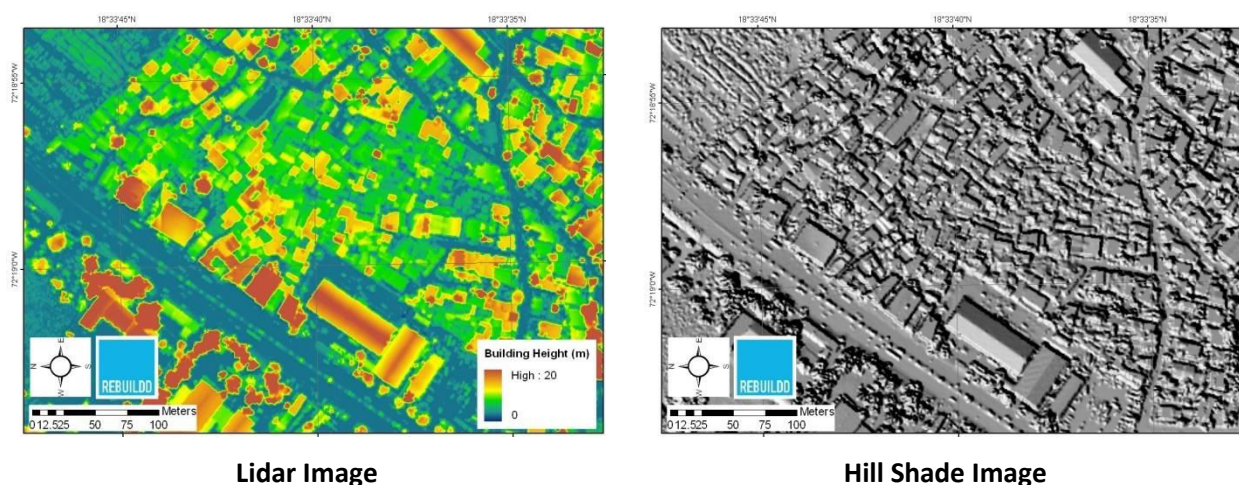 18°33'45"N 18°33'40"N 18°33'35"N
72°18'55"W
72°19'0"W
N E S W
REBUILDD
Meters
0 12.525 50 75 100
Building Height (m)
High : 20
0
Lidar Image
18°33'45"N 18°33'40"N 18°33'35"N
72°18'55"W
72°19'0"W
N E S W
REBUILDD
Meters
0 12.525 50 75 100
Hill Shade Image